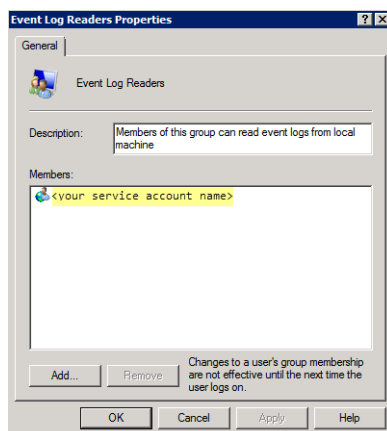 Event Log Readers Properties
General
Event Log Readers
Description:
Members of this group can read event logs from local
machine
Members:
<your service account name>
Add...
Remove
Changes to a user's group membership
are not effective until the next time the
user logs on.
OK
Cancel
Apply
Help